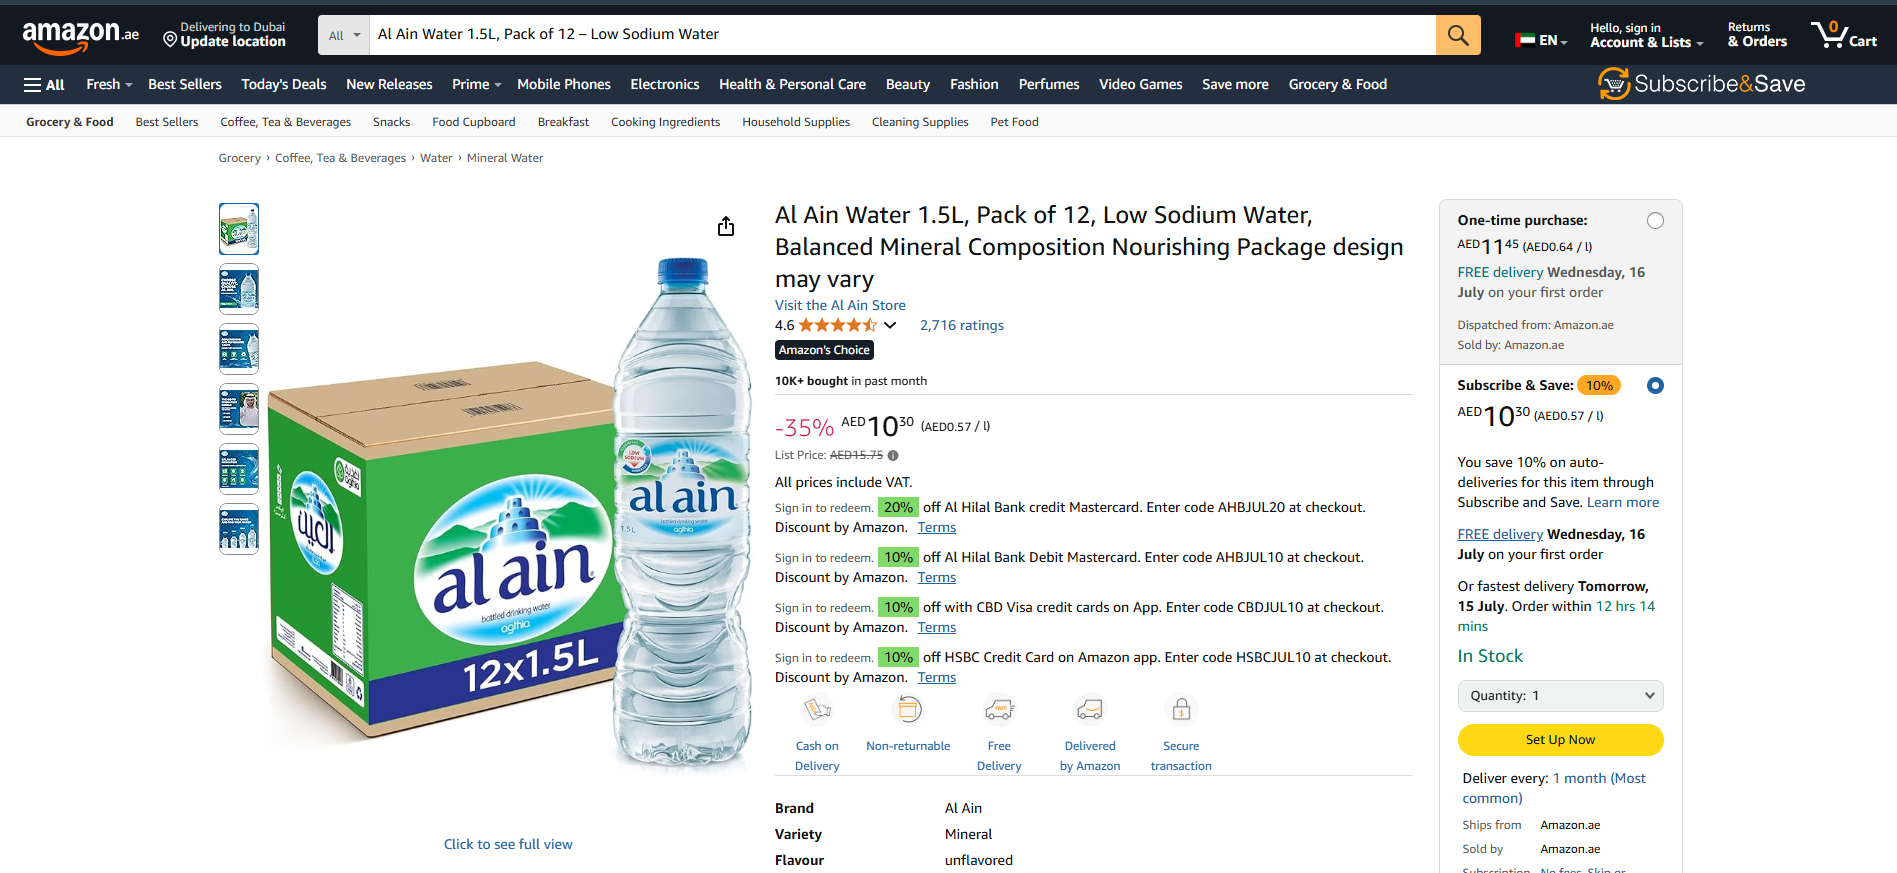 amazon.ae
Delivering to Dubai
Update location
All
Al Ain Water 1.5L, Pack of 12 – Low Sodium Water
EN
Hello, sign in
Account & Lists
Returns
& Orders
0
Cart
All
Fresh
Best Sellers
Today's Deals
New Releases
Prime
Mobile Phones
Electronics
Health & Personal Care
Beauty
Fashion
Perfumes
Video Games
Save more
Grocery & Food
Subscribe&Save
Grocery & Food
Best Sellers
Coffee, Tea & Beverages
Snacks
Food Cupboard
Breakfast
Cooking Ingredients
Household Supplies
Cleaning Supplies
Pet Food
Grocery › Coffee, Tea & Beverages › Water › Mineral Water
العين
agthia
al ain
bottled drinking water
agthia
12x1.5L
LOW
SODIUM
al ain
bottled drinking water
agthia
1.5 L
Click to see full view
Al Ain Water 1.5L, Pack of 12, Low Sodium Water,
Balanced Mineral Composition Nourishing Package design
may vary
Visit the Al Ain Store
4.6
2,716 ratings
Amazon's Choice
10K+ bought in past month
-35% AED1030 (AED0.57 / l)
List Price: AED15.75
All prices include VAT.
Sign in to redeem. 20% off Al Hilal Bank credit Mastercard. Enter code AHBJUL20 at checkout.
Discount by Amazon. Terms
Sign in to redeem. 10% off Al Hilal Bank Debit Mastercard. Enter code AHBJUL10 at checkout.
Discount by Amazon. Terms
Sign in to redeem. 10% off with CBD Visa credit cards on App. Enter code CBDJUL10 at checkout.
Discount by Amazon. Terms
Sign in to redeem. 10% off HSBC Credit Card on Amazon app. Enter code HSBCJUL10 at checkout.
Discount by Amazon. Terms
Cash on
Delivery
Non-returnable
Free
Delivery
Delivered
by Amazon
Secure
transaction
Brand Al Ain
Variety Mineral
Flavour unflavored
One-time purchase:
AED1145 (AED0.64 / l)
FREE delivery Wednesday, 16
July on your first order
Dispatched from: Amazon.ae
Sold by: Amazon.ae
Subscribe & Save: 10%
AED1030 (AED0.57 / l)
You save 10% on auto-
deliveries for this item through
Subscribe and Save. Learn more
FREE delivery Wednesday, 16
July on your first order
Or fastest delivery Tomorrow,
15 July. Order within 12 hrs 14
mins
In Stock
Quantity: 1
Set Up Now
Deliver every: 1 month (Most
common)
Ships from Amazon.ae
Sold by Amazon.ae
Subscription No fees. Skip or